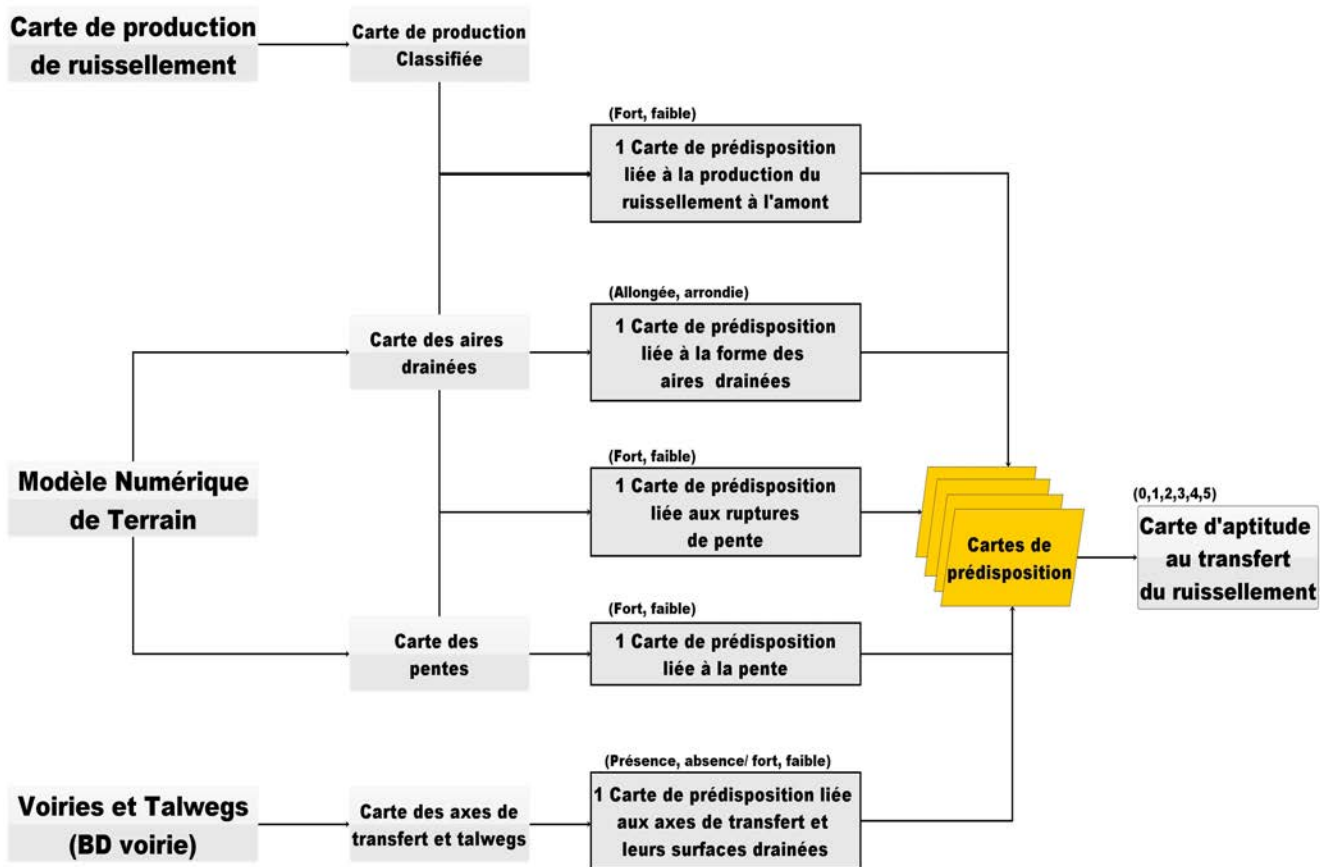 Carte de production
de ruissellement
Carte de production
Classifiée
(Fort, faible)
1 Carte de prédisposition
liée à la production du
ruissellement à l'amont
(Allongée, arrondie)
Carte des aires
drainées
1 Carte de prédisposition
liée à la forme des
aires drainées
Modèle Numérique
de Terrain
(Fort, faible)
1 Carte de prédisposition
liée aux ruptures
de pente
Cartes de
prédisposition
(0,1,2,3,4,5)
Carte d'aptitude
au transfert
du ruissellement
(Fort, faible)
Carte des
pentes
1 Carte de prédisposition
liée à la pente
(Présence, absence/ fort, faible)
Voiries et Talwegs
(BD voirie)
Carte des axes de
transfert et talwegs
1 Carte de prédisposition liée
aux axes de transfert et
leurs surfaces drainées